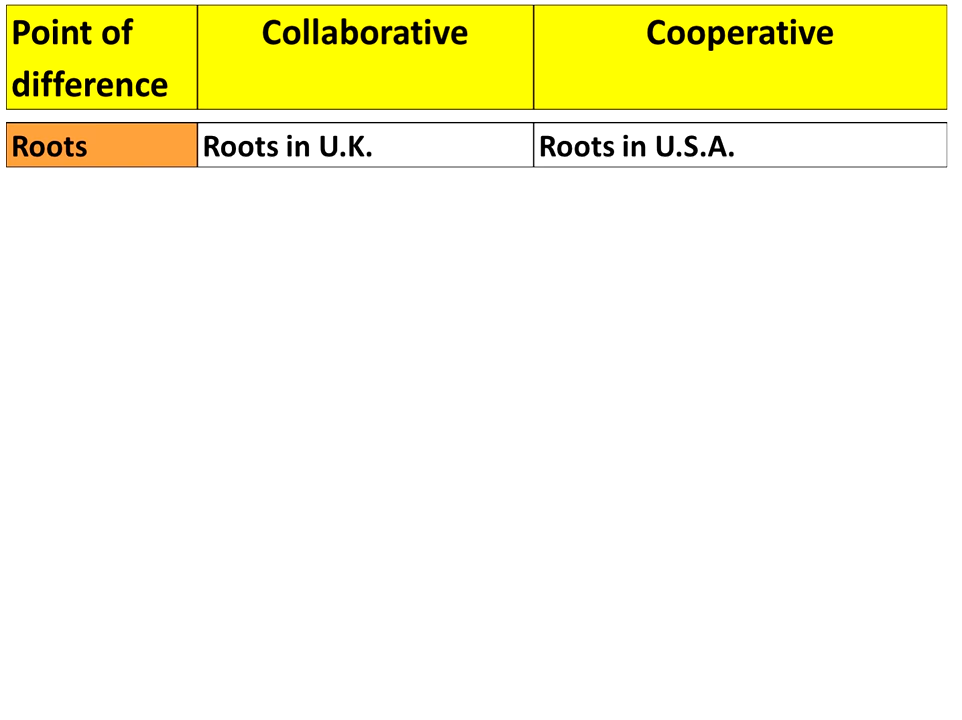 Point of difference Collaborative Cooperative
Roots Roots in U.K. Roots in U.S.A.